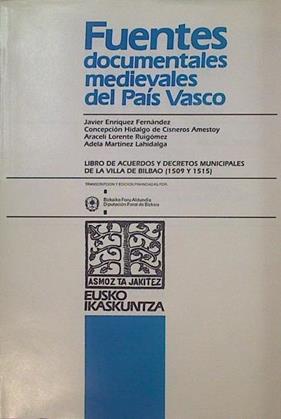 Fuentes
documentales
medievales
del País Vasco
Javier Enríquez Fernández
Concepción Hidalgo de Cisneros Amestoy
Araceli Lorente Ruigómez
Adela Martínez Lahidalga
LIBRO DE ACUERDOS Y DECRETOS MUNICIPALES
DE LA VILLA DE BILBAO (1509 Y 1515)
TRANSCRIPCION Y EDICION FINANCIADAS POR:
Bizkaiko Foru Aldundia
Diputación Foral de Bizkaia
ASMOZ TA JAKITEZ
EUSKO
IKASKUNTZA